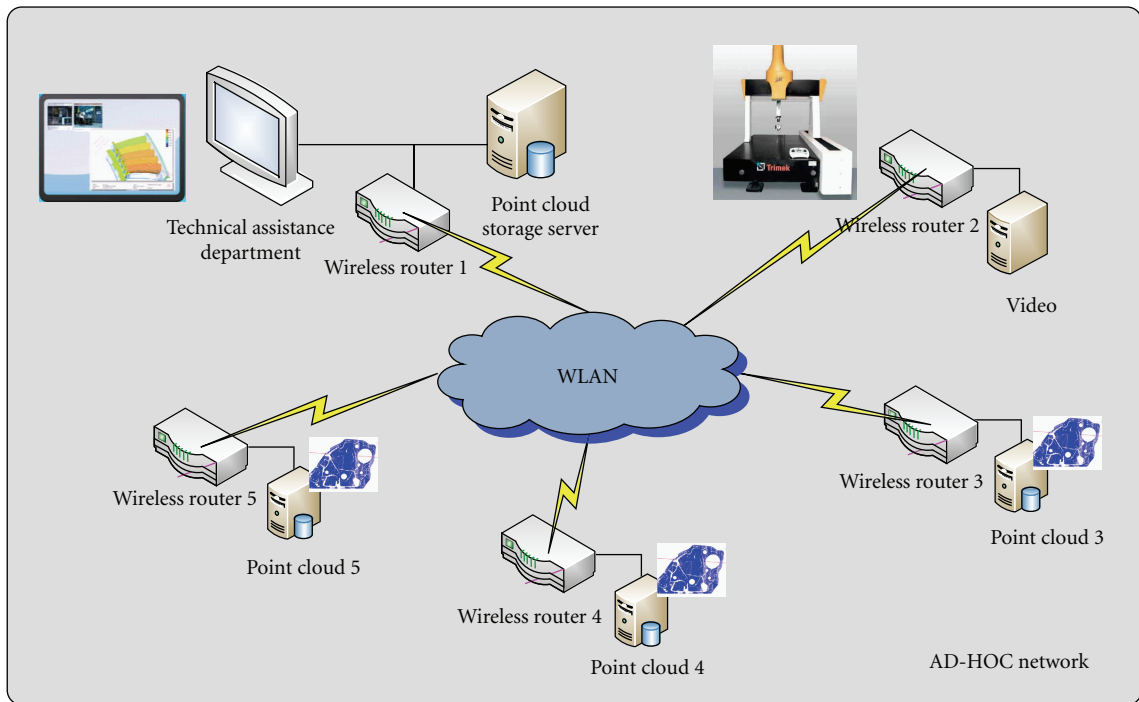 Technical assistance
department
Wireless router 1
Point cloud
storage server
Trimek
Wireless router 2
Video
WLAN
Wireless router 5
Point cloud 5
Wireless router 4
Point cloud 4
Wireless router 3
Point cloud 3
AD-HOC network